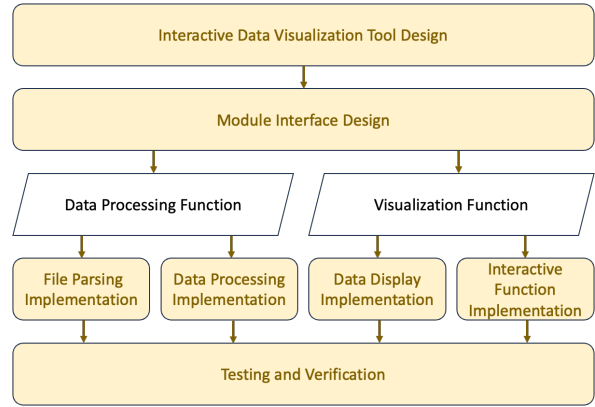 Interactive Data Visualization Tool Design
Module Interface Design
Data Processing Function
Visualization Function
File Parsing
Implementation
Data Processing
Implementation
Data Display
Implementation
Interactive
Function
Implementation
Testing and Verification